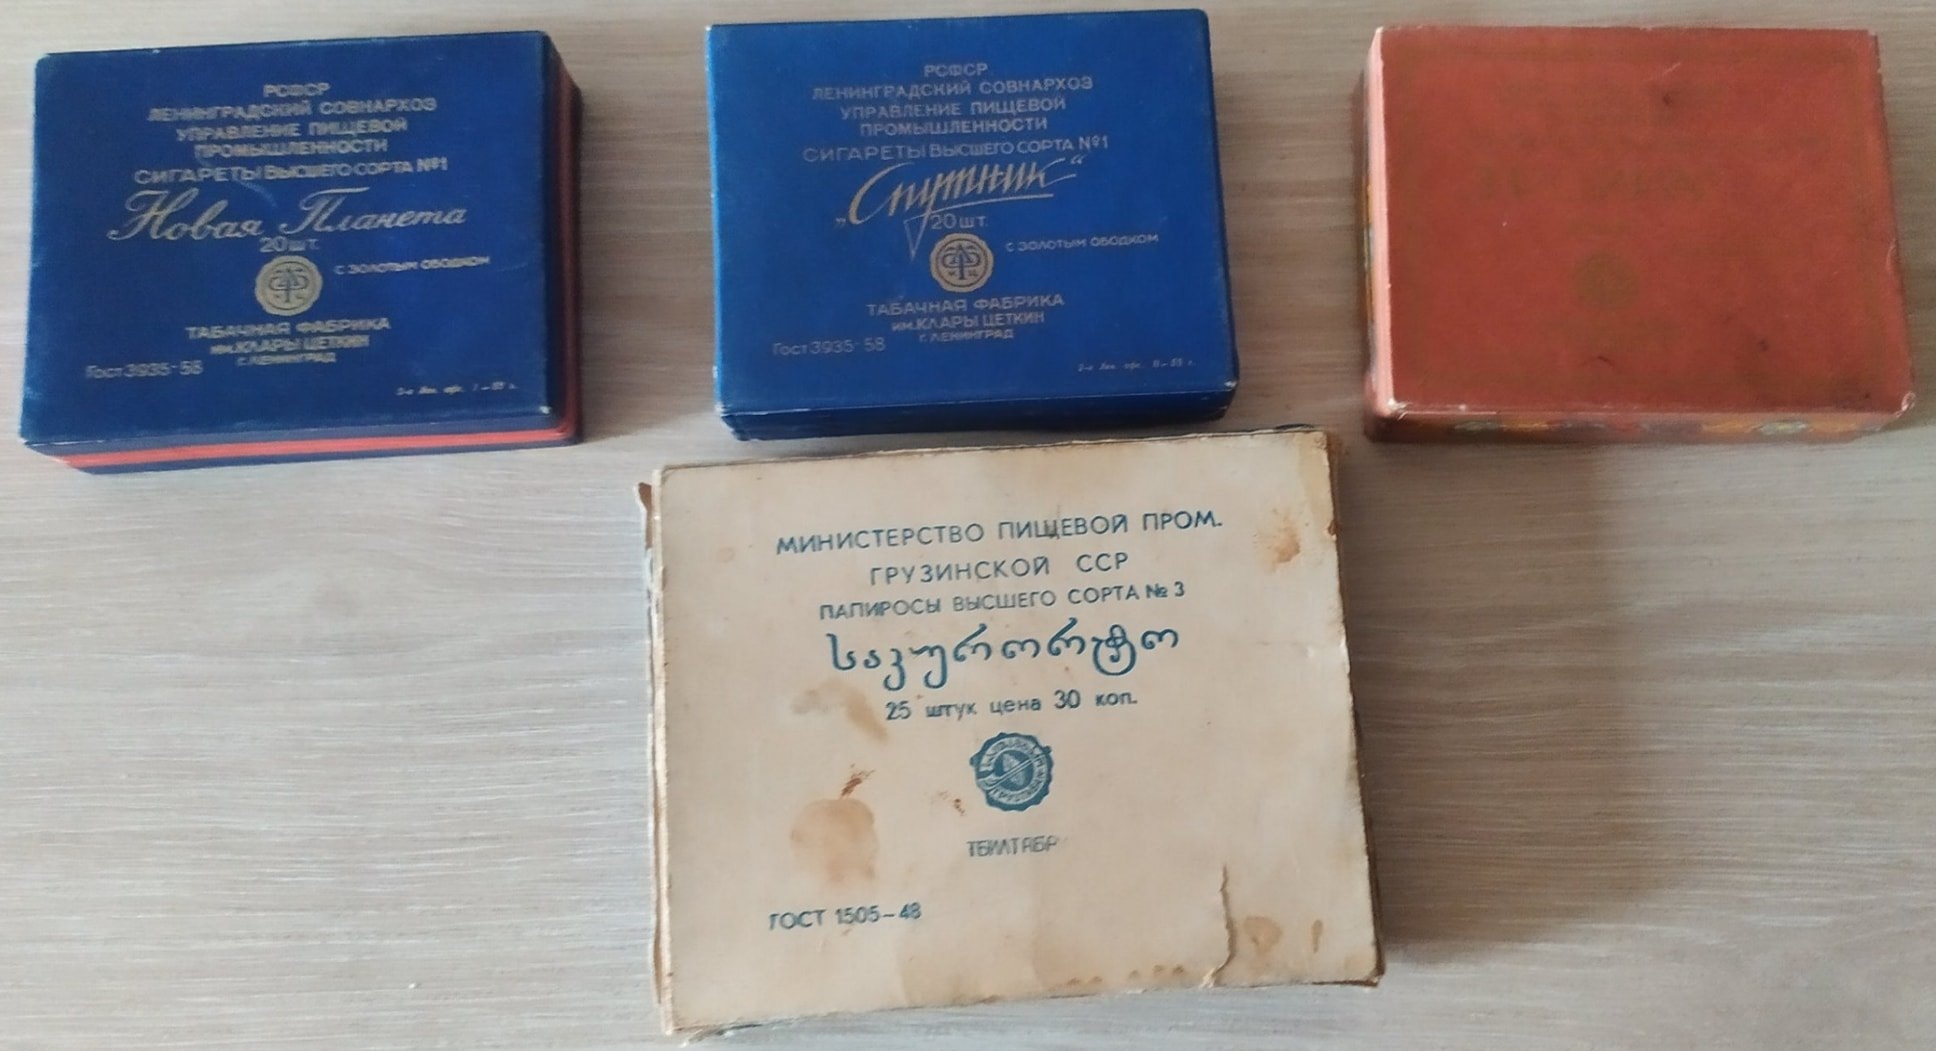 РСФСР
ЛЕНИНГРАДСКИЙ СОВНАРХОЗ
УПРАВЛЕНИЕ ПИЩЕВОЙ
ПРОМЫШЛЕННОСТИ
СИГАРЕТЫ ВЫСШЕГО СОРТА №1
Новая Планета
20 шт.
с золотым ободком
ТАБАЧНАЯ ФАБРИКА
им. КЛАРЫ ЦЕТКИН
г. ЛЕНИНГРАД
Гост 3935-58
РСФСР
ЛЕНИНГРАДСКИЙ СОВНАРХОЗ
УПРАВЛЕНИЕ ПИЩЕВОЙ
ПРОМЫШЛЕННОСТИ
СИГАРЕТЫ ВЫСШЕГО СОРТА №1
„Спутник“
20 шт.
с золотым ободком
ТАБАЧНАЯ ФАБРИКА
им. КЛАРЫ ЦЕТКИН
г. ЛЕНИНГРАД
Гост 3935-58
МИНИСТЕРСТВО ПИЩЕВОЙ ПРОМ.
ГРУЗИНСКОЙ ССР
ПАПИРОСЫ ВЫСШЕГО СОРТА № 3
საკურორტო
25 штук цена 30 коп.
ТБИЛТАБР
ГОСТ 1505-48